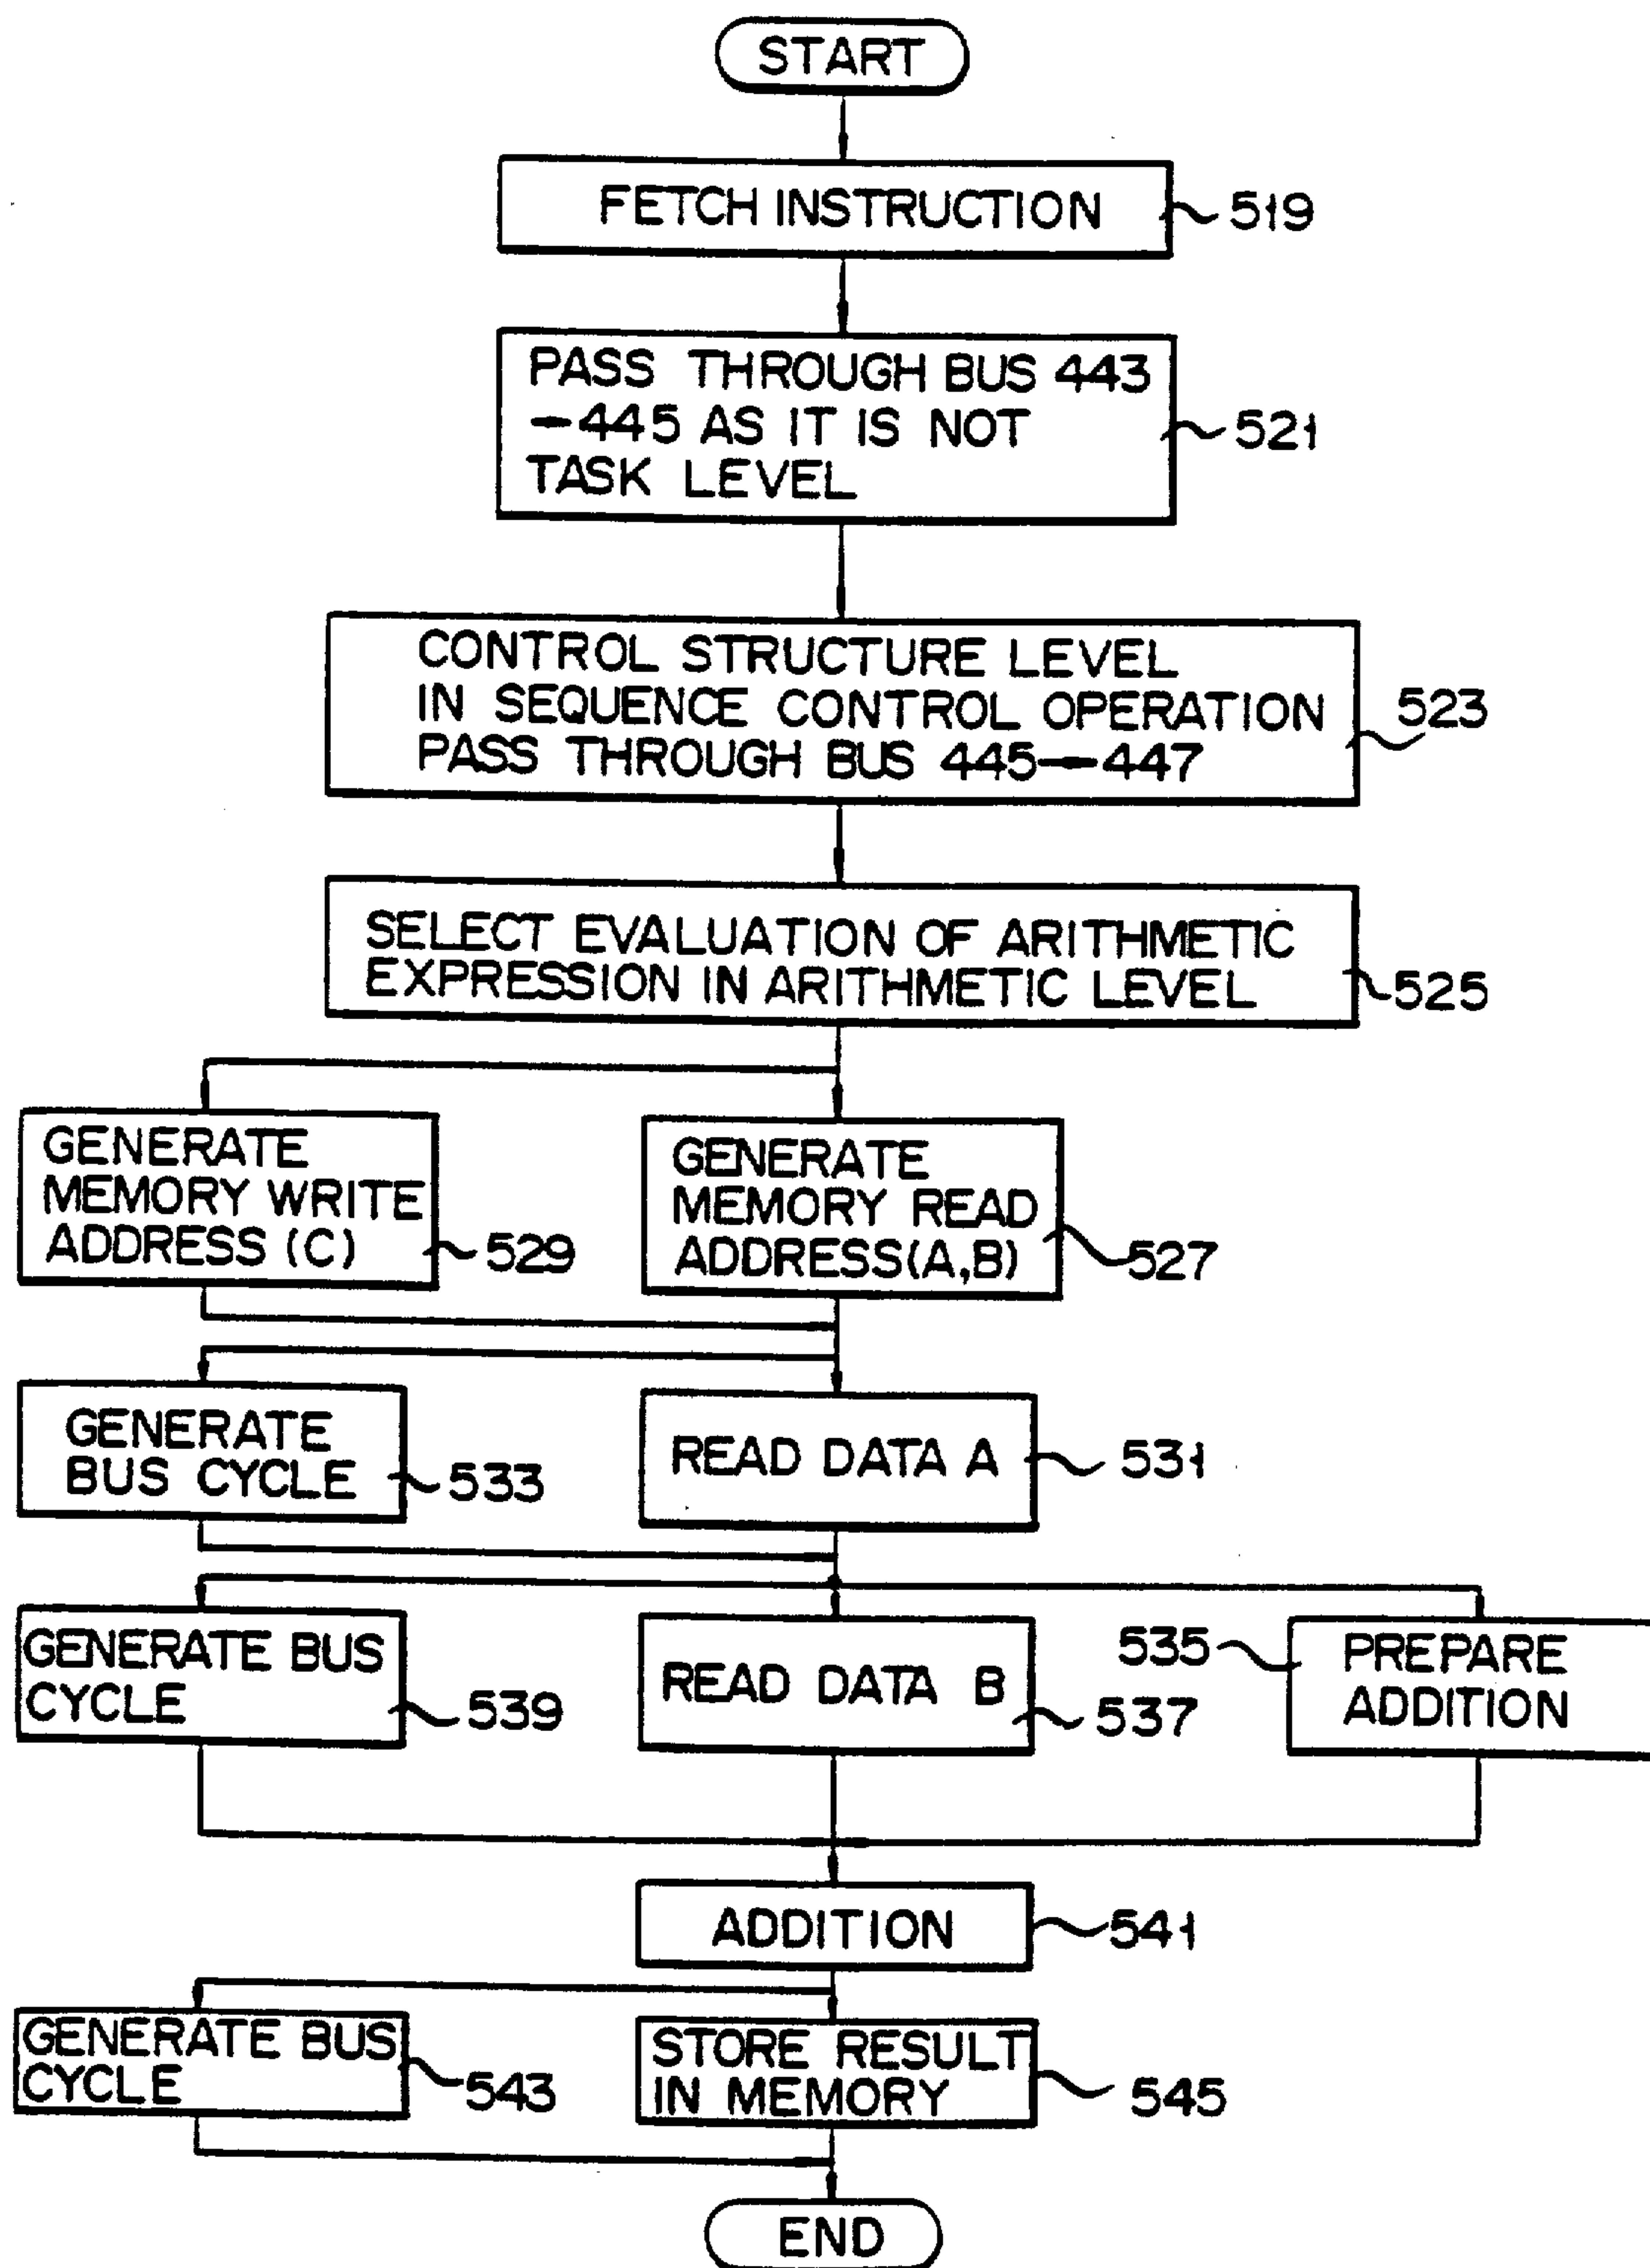 START
FETCH INSTRUCTION
519
PASS THROUGH BUS 443
→445 AS IT IS NOT
TASK LEVEL
521
CONTROL STRUCTURE LEVEL
IN SEQUENCE CONTROL OPERATION
PASS THROUGH BUS 445→447
523
SELECT EVALUATION OF ARITHMETIC
EXPRESSION IN ARITHMETIC LEVEL
525
GENERATE
MEMORY WRITE
ADDRESS (C)
529
GENERATE
MEMORY READ
ADDRESS(A,B)
527
GENERATE
BUS CYCLE
533
READ DATA A
531
GENERATE BUS
CYCLE
539
READ DATA B
537
535
PREPARE
ADDITION
ADDITION
541
GENERATE BUS
CYCLE
543
STORE RESULT
IN MEMORY
545
END